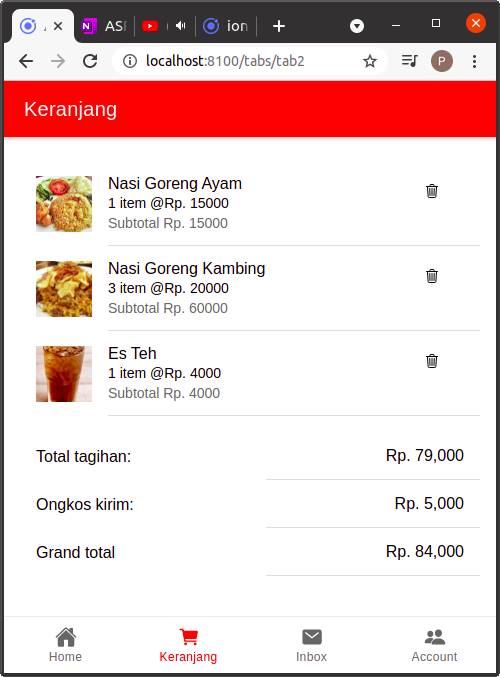 ASP
ion
localhost:8100/tabs/tab2
P
Keranjang
Nasi Goreng Ayam
1 item @Rp. 15000
Subtotal Rp. 15000
Nasi Goreng Kambing
3 item @Rp. 20000
Subtotal Rp. 60000
Es Teh
1 item @Rp. 4000
Subtotal Rp. 4000
Total tagihan: Rp. 79,000
Ongkos kirim: Rp. 5,000
Grand total Rp. 84,000
Home Keranjang Inbox Account